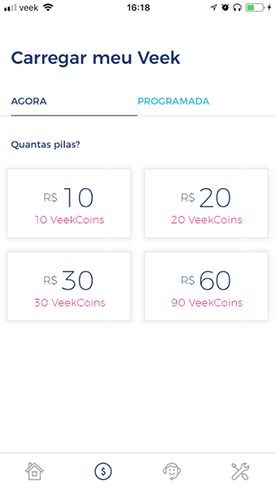 veek 16:18
Carregar meu Veek
AGORA PROGRAMADA
Quantas pilas?
R$ 10 R$ 20
10 VeekCoins 20 VeekCoins
R$ 30 R$ 60
30 VeekCoins 90 VeekCoins
$